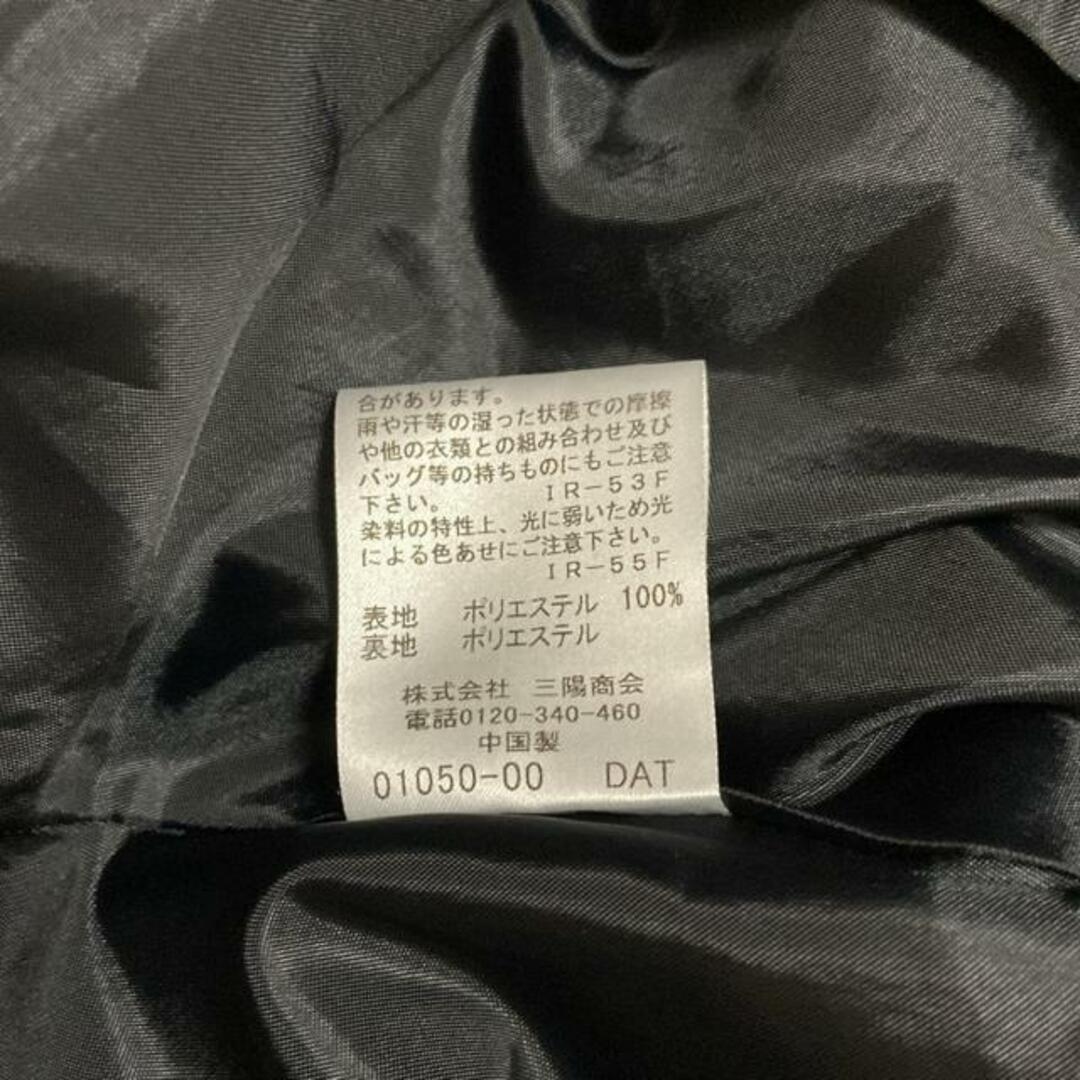 合があります。
雨や汗等の湿った状態での摩擦
や他の衣類との組み合わせ及び
バッグ等の持ちものにもご注意
下さい。 IR-53F
染料の特性上、光に弱いため光
による色あせにご注意下さい。
IR-55F
表地 ポリエステル 100%
裏地 ポリエステル
株式会社 三陽商会
電話0120-340-460
中国製
01050-00 DAT